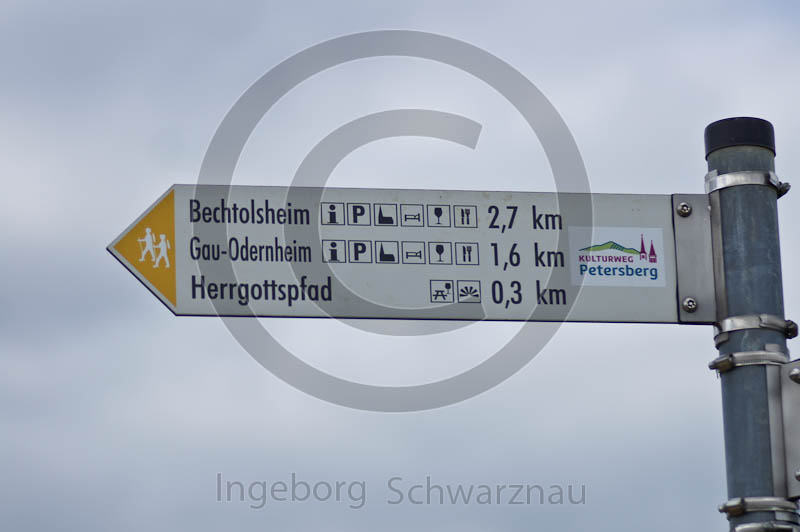 Bechtolsheim i P 2,7 km
Gau-Odernheim i P 1,6 km
Herrgottspfad 0,3 km
KULTURWEG
Petersberg
©
Ingeborg Schwarznau